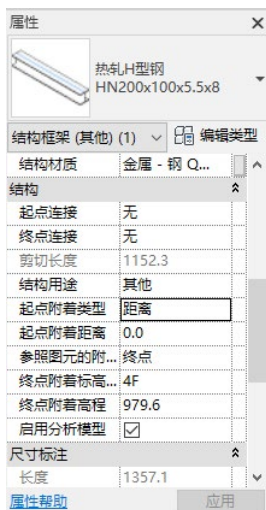 属性
热轧H型钢
HN200x100x5.5x8
结构框架 (其他) (1) 编辑类型
结构材质 金属 - 钢 Q...
结构
起点连接 无
终点连接 无
剪切长度 1152.3
结构用途 其他
起点附着类型 距离
起点附着距离 0.0
参照图元的附... 终点
终点附着标高... 4F
终点附着高程 979.6
启用分析模型
尺寸标注
长度 1357.1
属性帮助 应用